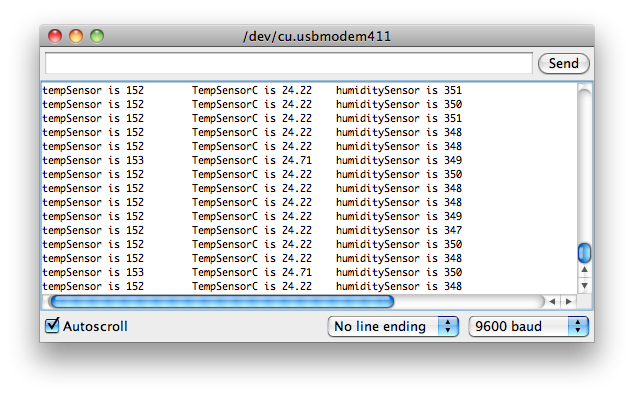 /dev/cu.usbmodem411
Send
tempSensor is 152 TempSensorC is 24.22 humiditySensor is 351
tempSensor is 152 TempSensorC is 24.22 humiditySensor is 350
tempSensor is 152 TempSensorC is 24.22 humiditySensor is 351
tempSensor is 152 TempSensorC is 24.22 humiditySensor is 348
tempSensor is 152 TempSensorC is 24.22 humiditySensor is 348
tempSensor is 153 TempSensorC is 24.71 humiditySensor is 349
tempSensor is 152 TempSensorC is 24.22 humiditySensor is 350
tempSensor is 152 TempSensorC is 24.22 humiditySensor is 348
tempSensor is 152 TempSensorC is 24.22 humiditySensor is 348
tempSensor is 152 TempSensorC is 24.22 humiditySensor is 349
tempSensor is 152 TempSensorC is 24.22 humiditySensor is 347
tempSensor is 152 TempSensorC is 24.22 humiditySensor is 350
tempSensor is 152 TempSensorC is 24.22 humiditySensor is 348
tempSensor is 153 TempSensorC is 24.71 humiditySensor is 350
tempSensor is 152 TempSensorC is 24.22 humiditySensor is 348
Autoscroll No line ending 9600 baud